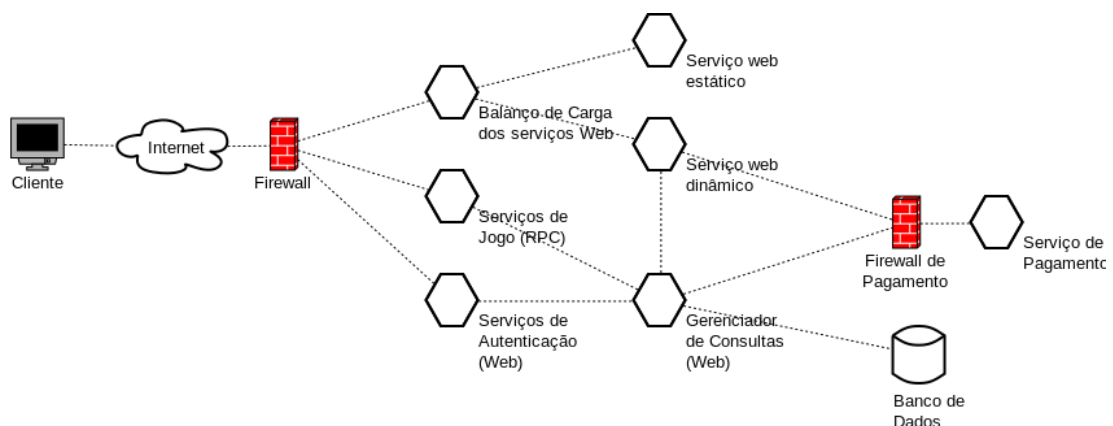 Serviço web
estático
Balanço de Carga
dos serviços Web
Internet
Cliente
Firewall
Serviço web
dinâmico
Serviços de
Jogo (RPC)
Firewall de
Pagamento
Serviço de
Pagamento
Serviços de
Autenticação
(Web)
Gerenciador
de Consultas
(Web)
Banco de
Dados